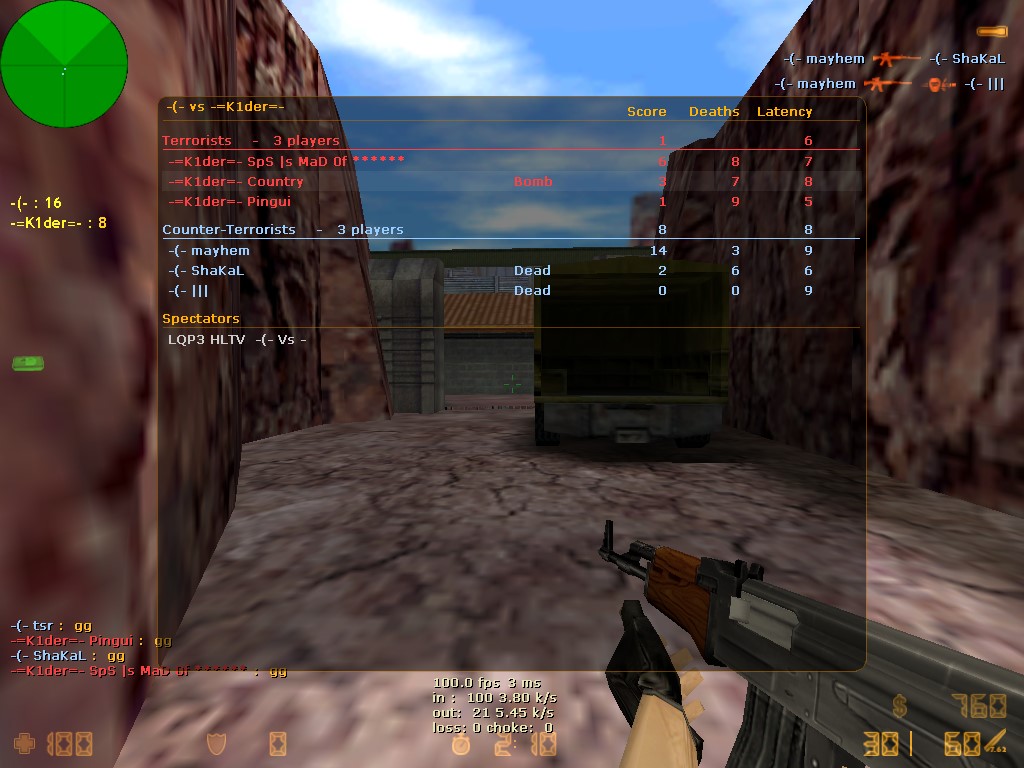 -(- mayhem -(- ShaKaL
-(- mayhem -(- |||
-(- vs -=K1der=-
Score Deaths Latency
Terrorists - 3 players 1 6
-=K1der=- SpS |s MaD 0f ****** 6 8 7
-=K1der=- Country Bomb 3 7 8
-=K1der=- Pingui 1 9 5
-(- : 16
-=K1der=- : 8
Counter-Terrorists - 3 players 8 8
-(- mayhem 14 3 9
-(- ShaKaL Dead 2 6 6
-(- ||| Dead 0 0 9
Spectators
LQP3 HLTV -(- Vs -
-(- tsr : gg
-=K1der=- Pingui : gg
-(- ShaKaL : gg
-=K1der=- SpS |s MaD 0f ****** : gg
100.0 fps 3 ms
in : 100 3.80 k/s
out: 21 5.45 k/s
loss: 0 choke: 0
$ 760
100 0 2:10 30| 60 7.62